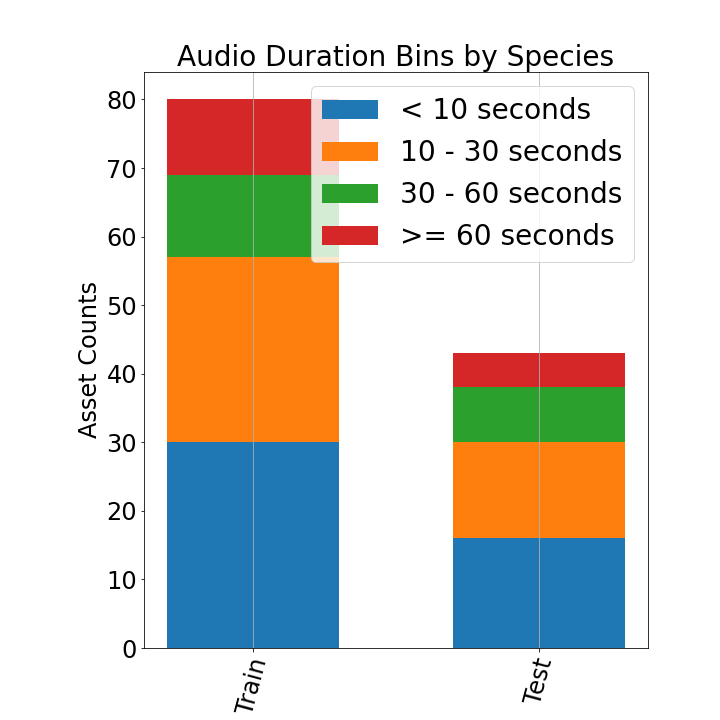 Audio Duration Bins by Species
< 10 seconds
10 - 30 seconds
30 - 60 seconds
>= 60 seconds
Asset Counts
80
70
60
50
40
30
20
10
0
Train
Test